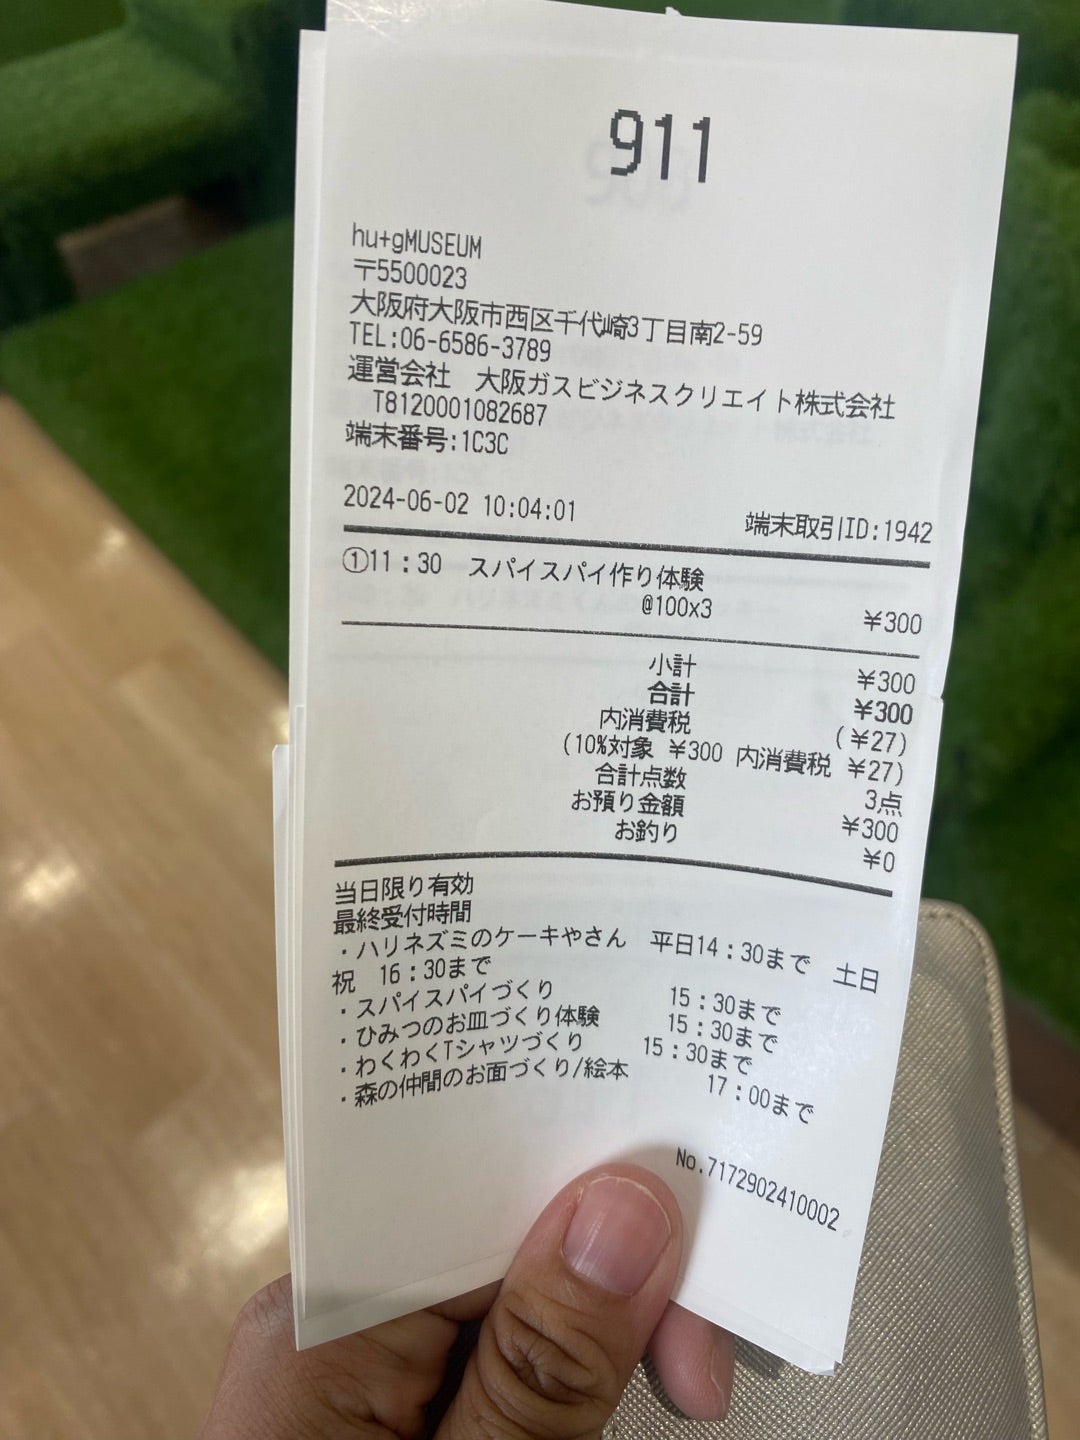 911
hu+gMUSEUM
〒5500023
大阪府大阪市西区千代崎3丁目南2-59
TEL:06-6586-3789
運営会社　大阪ガスビジネスクリエイト株式会社
T8120001082687
端末番号:1C3C
2024-06-02 10:04:01 端末取引ID:1942
①11：30　スパイスパイ作り体験
@100x3 ¥300
小計 ¥300
合計 ¥300
内消費税 (¥27)
(10%対象 ¥300 内消費税 ¥27)
合計点数 3点
お預り金額 ¥300
お釣り ¥0
当日限り有効
最終受付時間
・ハリネズミのケーキやさん　平日14：30まで　土日
祝　16：30まで
・スパイスパイづくり 15：30まで
・ひみつのお皿づくり体験 15：30まで
・わくわくTシャツづくり 15：30まで
・森の仲間のお面づくり/絵本 17：00まで
No.7172902410002